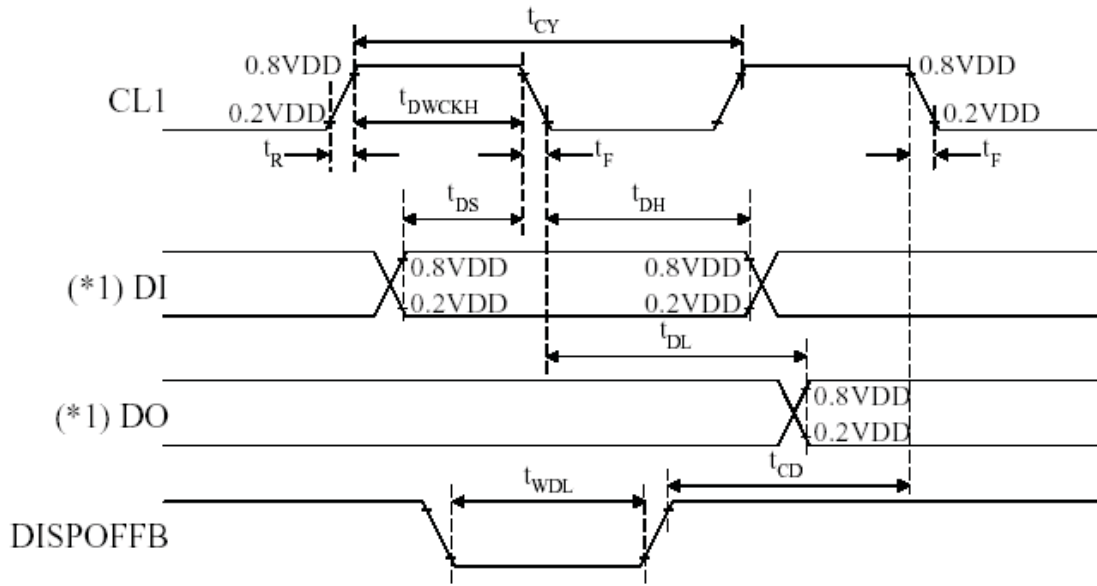 tCY
0.8VDD 0.8VDD
CL1 tDWCKH
0.2VDD 0.2VDD
tR tF tF
tDS tDH
0.8VDD 0.8VDD
(*1) DI
0.2VDD 0.2VDD
tDL
0.8VDD
(*1) DO
0.2VDD
tCD
tWDL
DISPOFFB